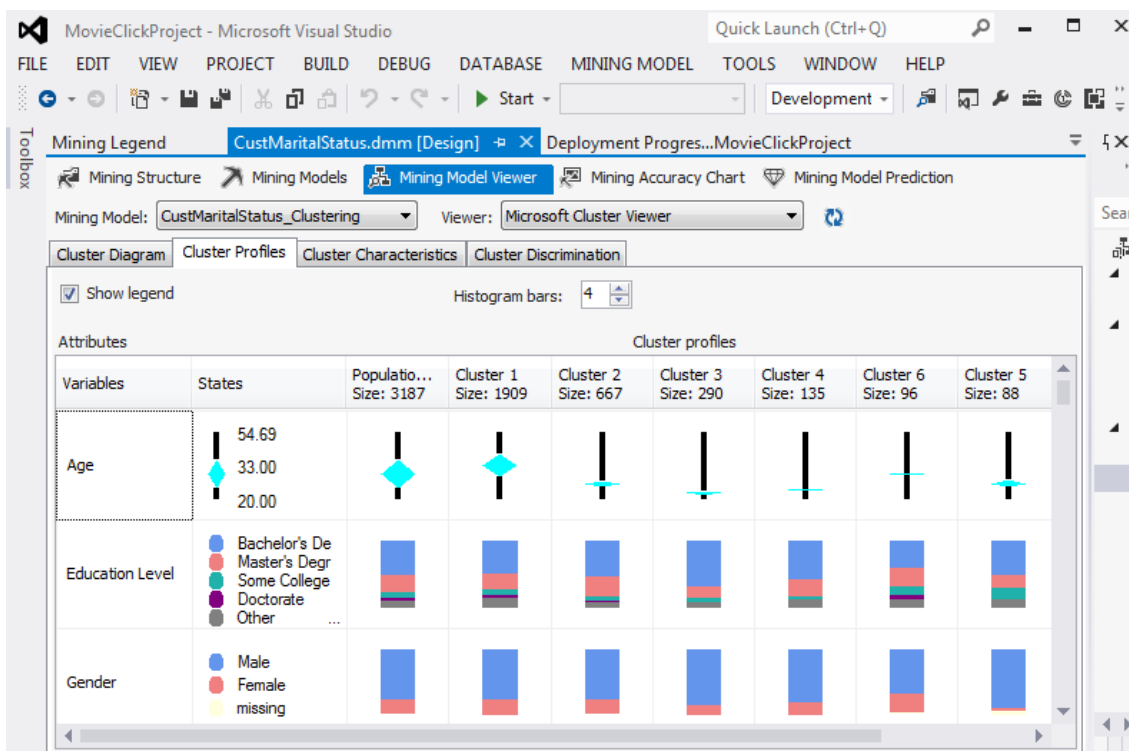 MovieClickProject - Microsoft Visual Studio
Quick Launch (Ctrl+Q)
FILE EDIT VIEW PROJECT BUILD DEBUG DATABASE MINING MODEL TOOLS WINDOW HELP
Start Development
Toolbox
Mining Legend CustMaritalStatus.dmm [Design] Deployment Progres...MovieClickProject
Mining Structure Mining Models Mining Model Viewer Mining Accuracy Chart Mining Model Prediction
Mining Model: CustMaritalStatus_Clustering Viewer: Microsoft Cluster Viewer
Sear
Cluster Diagram Cluster Profiles Cluster Characteristics Cluster Discrimination
Show legend Histogram bars: 4
Attributes Cluster profiles
Variables States Populatio... Cluster 1 Cluster 2 Cluster 3 Cluster 4 Cluster 6 Cluster 5
Size: 3187 Size: 1909 Size: 667 Size: 290 Size: 135 Size: 96 Size: 88
54.69
Age 33.00
20.00
Bachelor's De
Master's Degr
Education Level Some College
Doctorate
Other ...
Male
Gender Female
missing